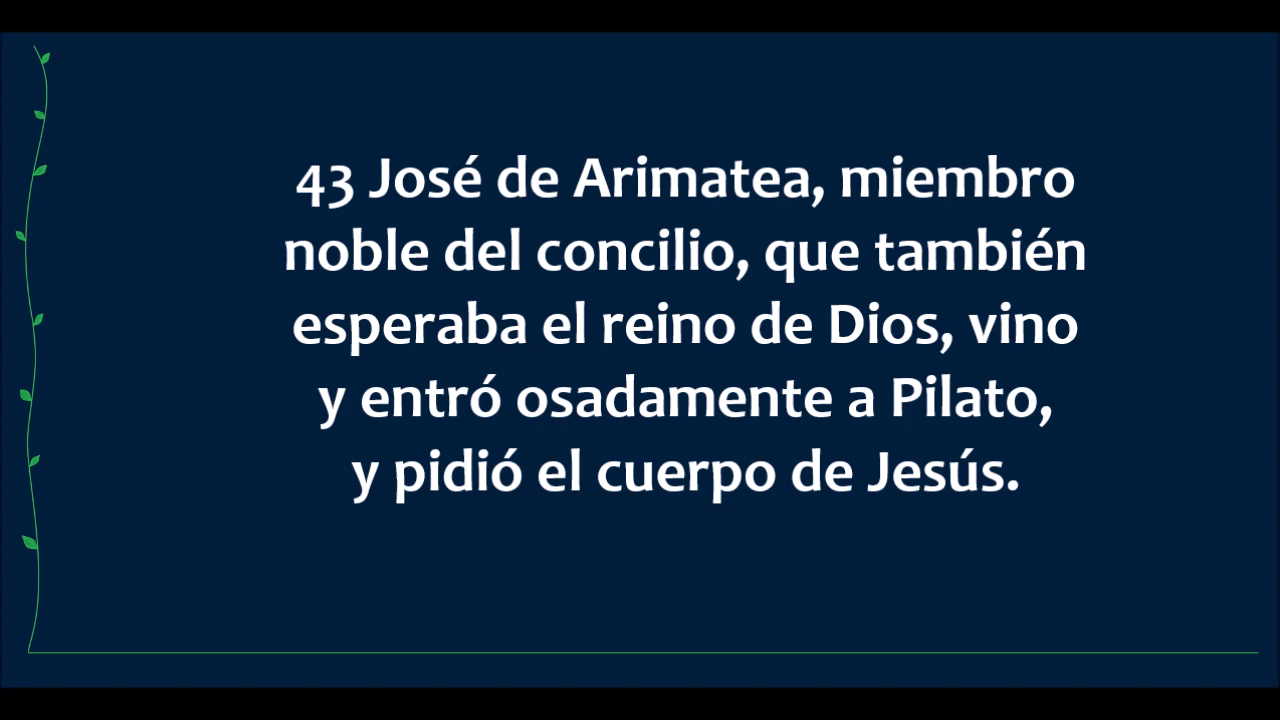 43 José de Arimatea, miembro
noble del concilio, que también
esperaba el reino de Dios, vino
y entró osadamente a Pilato,
y pidió el cuerpo de Jesús.